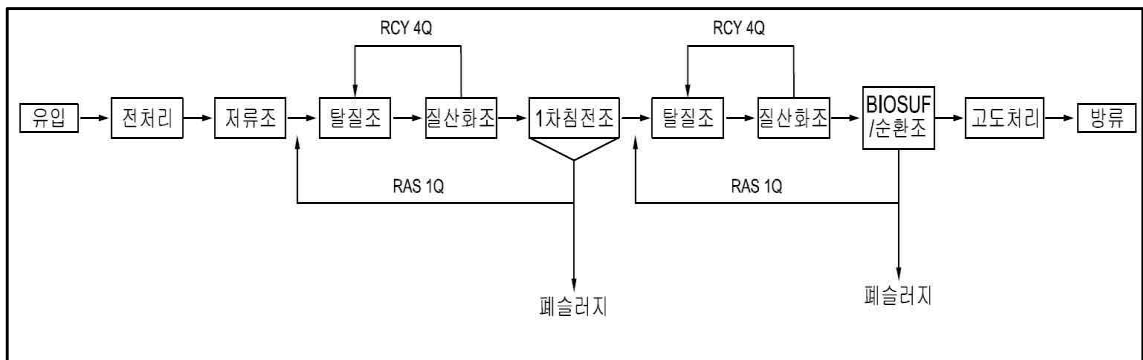 RCY 4Q
RCY 4Q
유입
전처리
저류조
탈질조
질산화조
1차침전조
탈질조
질산화조
BIOSUF
/순환조
고도처리
방류
RAS 1Q
RAS 1Q
폐슬러지
폐슬러지